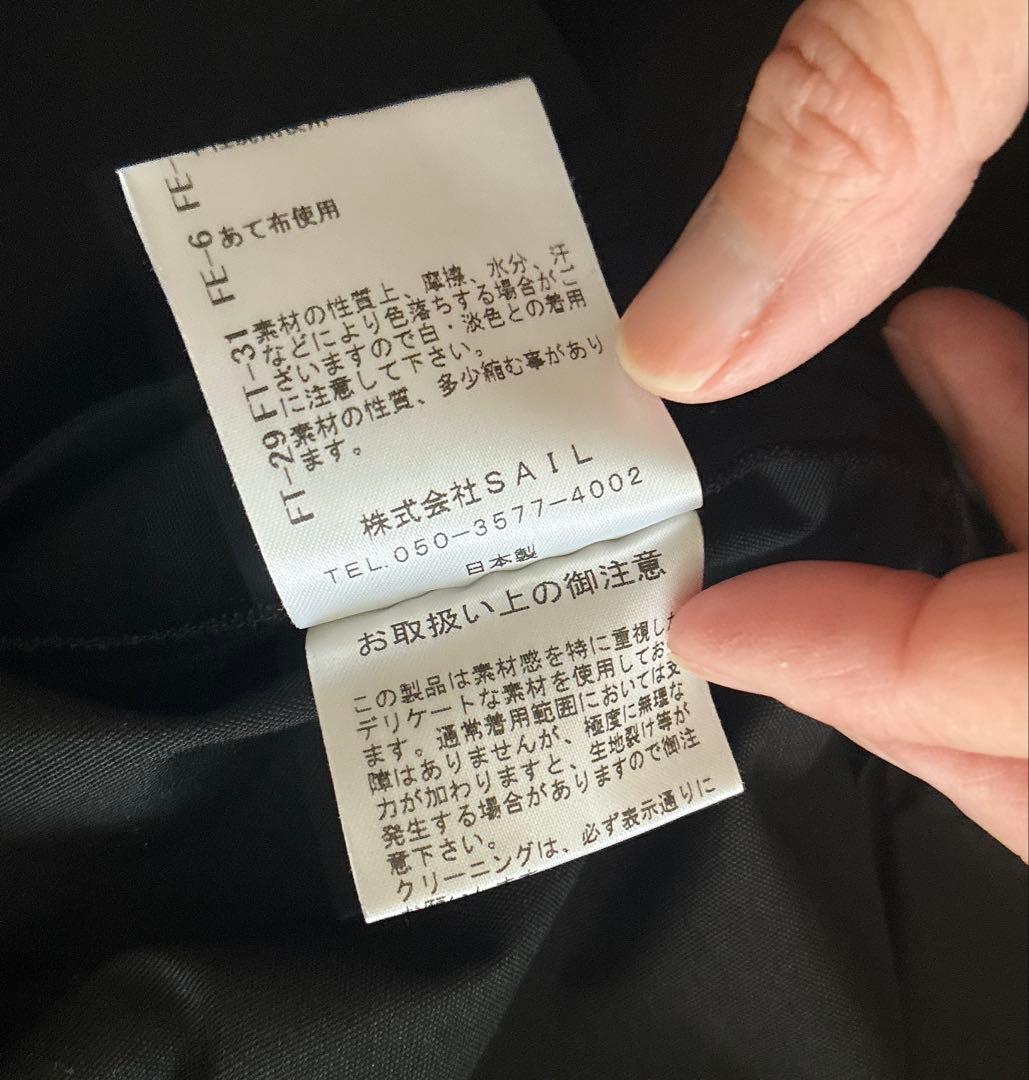 FE-
FE-6 あて布使用
FT-31 素材の性質上、摩擦、水分、汗
などにより色落ちする場合がご
ざいますので白・淡色との着用
に注意して下さい。
FT-29 素材の性質、多少縮む事があり
ます。
株式会社SAIL
TEL.050-3577-4002
日本製
お取扱い上の御注意
この製品は素材感を特に重視した
デリケートな素材を使用しており
ます。通常着用範囲においては支
障はありませんが、極度に無理な
力が加わりますと、生地裂け等が
発生する場合がありますので御注
意下さい。
クリーニングは、必ず表示通りに